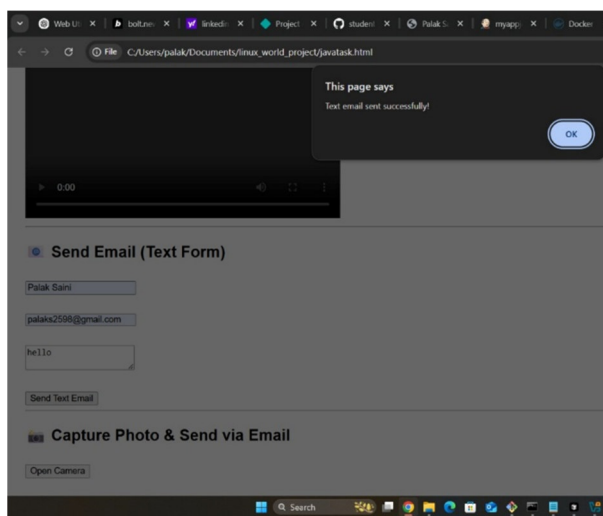 Web UI
bolt.new
linkedin
Project
student
Palak S
myapp
Docker
File C:/Users/palak/Documents/linux_world_project/javatask.html
This page says
Text email sent successfully!
OK
0:00
Send Email (Text Form)
Palak Saini
palaks2598@gmail.com
hello
Send Text Email
Capture Photo & Send via Email
Open Camera
Search